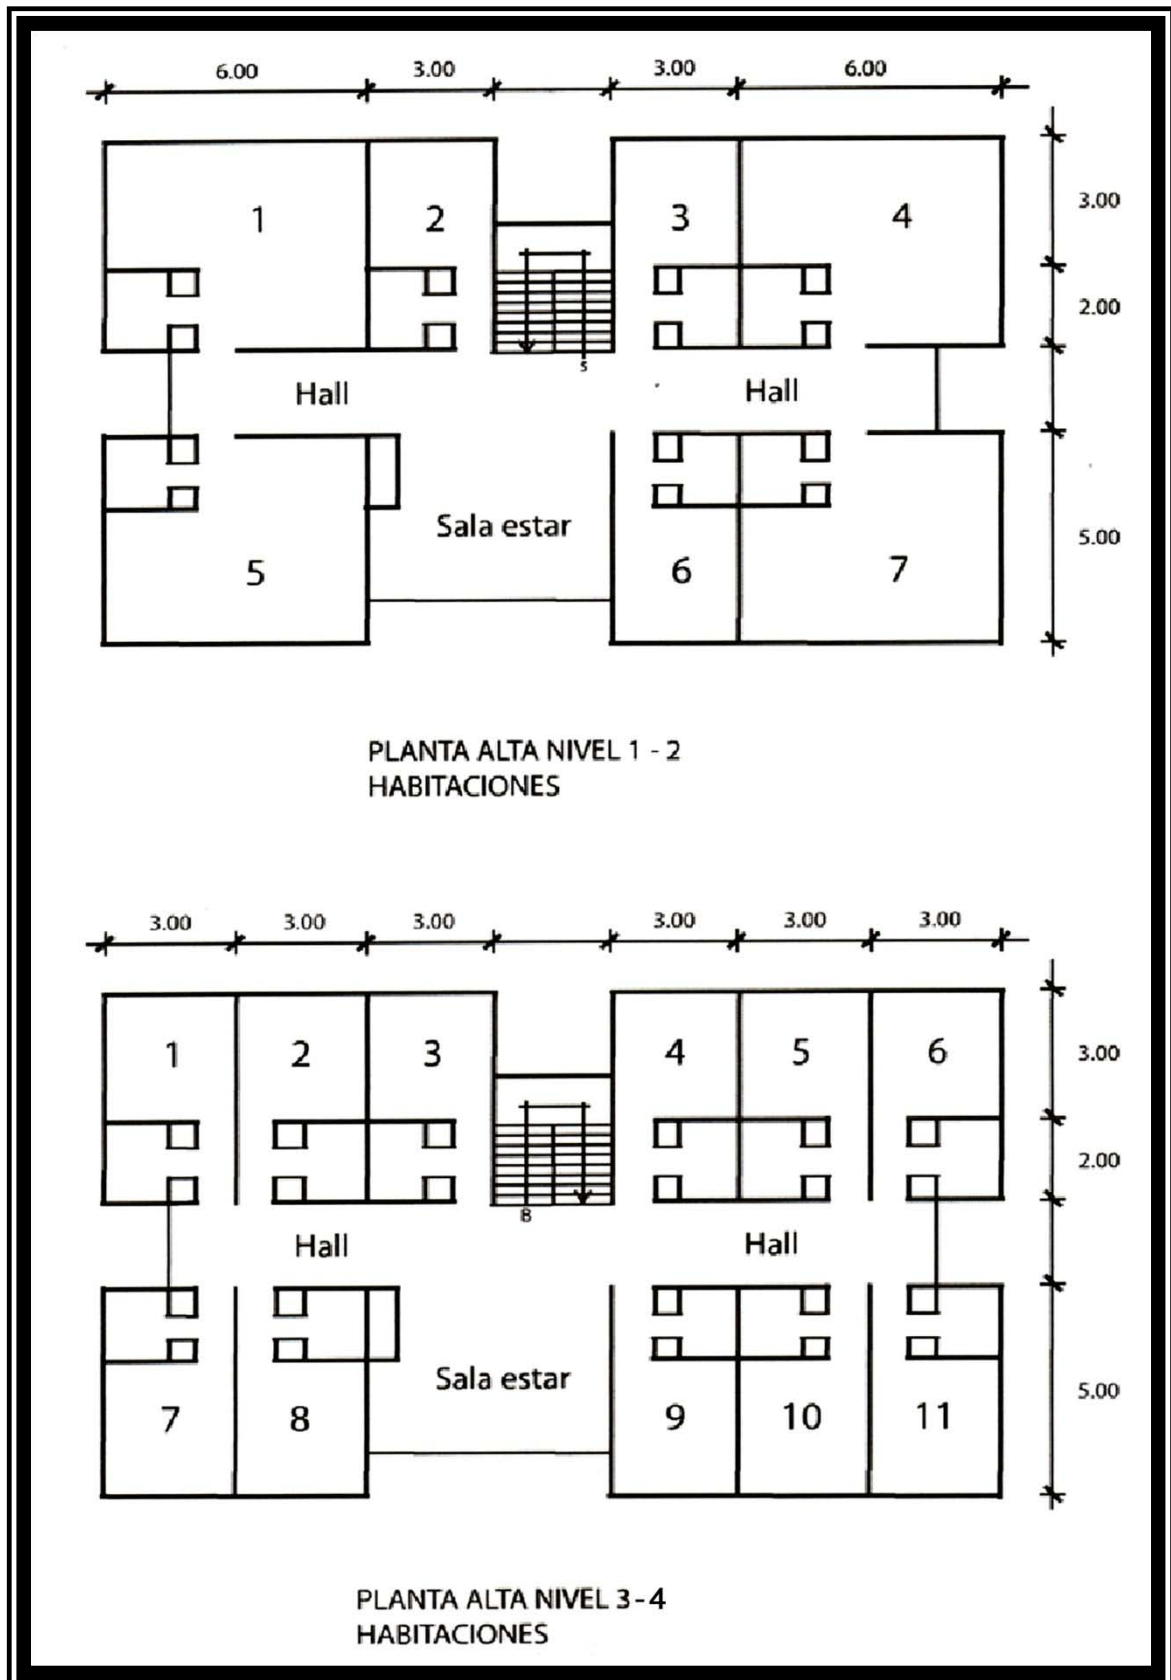 6.00 3.00 3.00 6.00
3.00
1 2 3 4
2.00
s
Hall Hall
5.00
Sala estar
5 6 7
PLANTA ALTA NIVEL 1 - 2
HABITACIONES
3.00 3.00 3.00 3.00 3.00 3.00
1 2 3 4 5 6
3.00
2.00
B
Hall Hall
Sala estar
5.00
7 8 9 10 11
PLANTA ALTA NIVEL 3-4
HABITACIONES